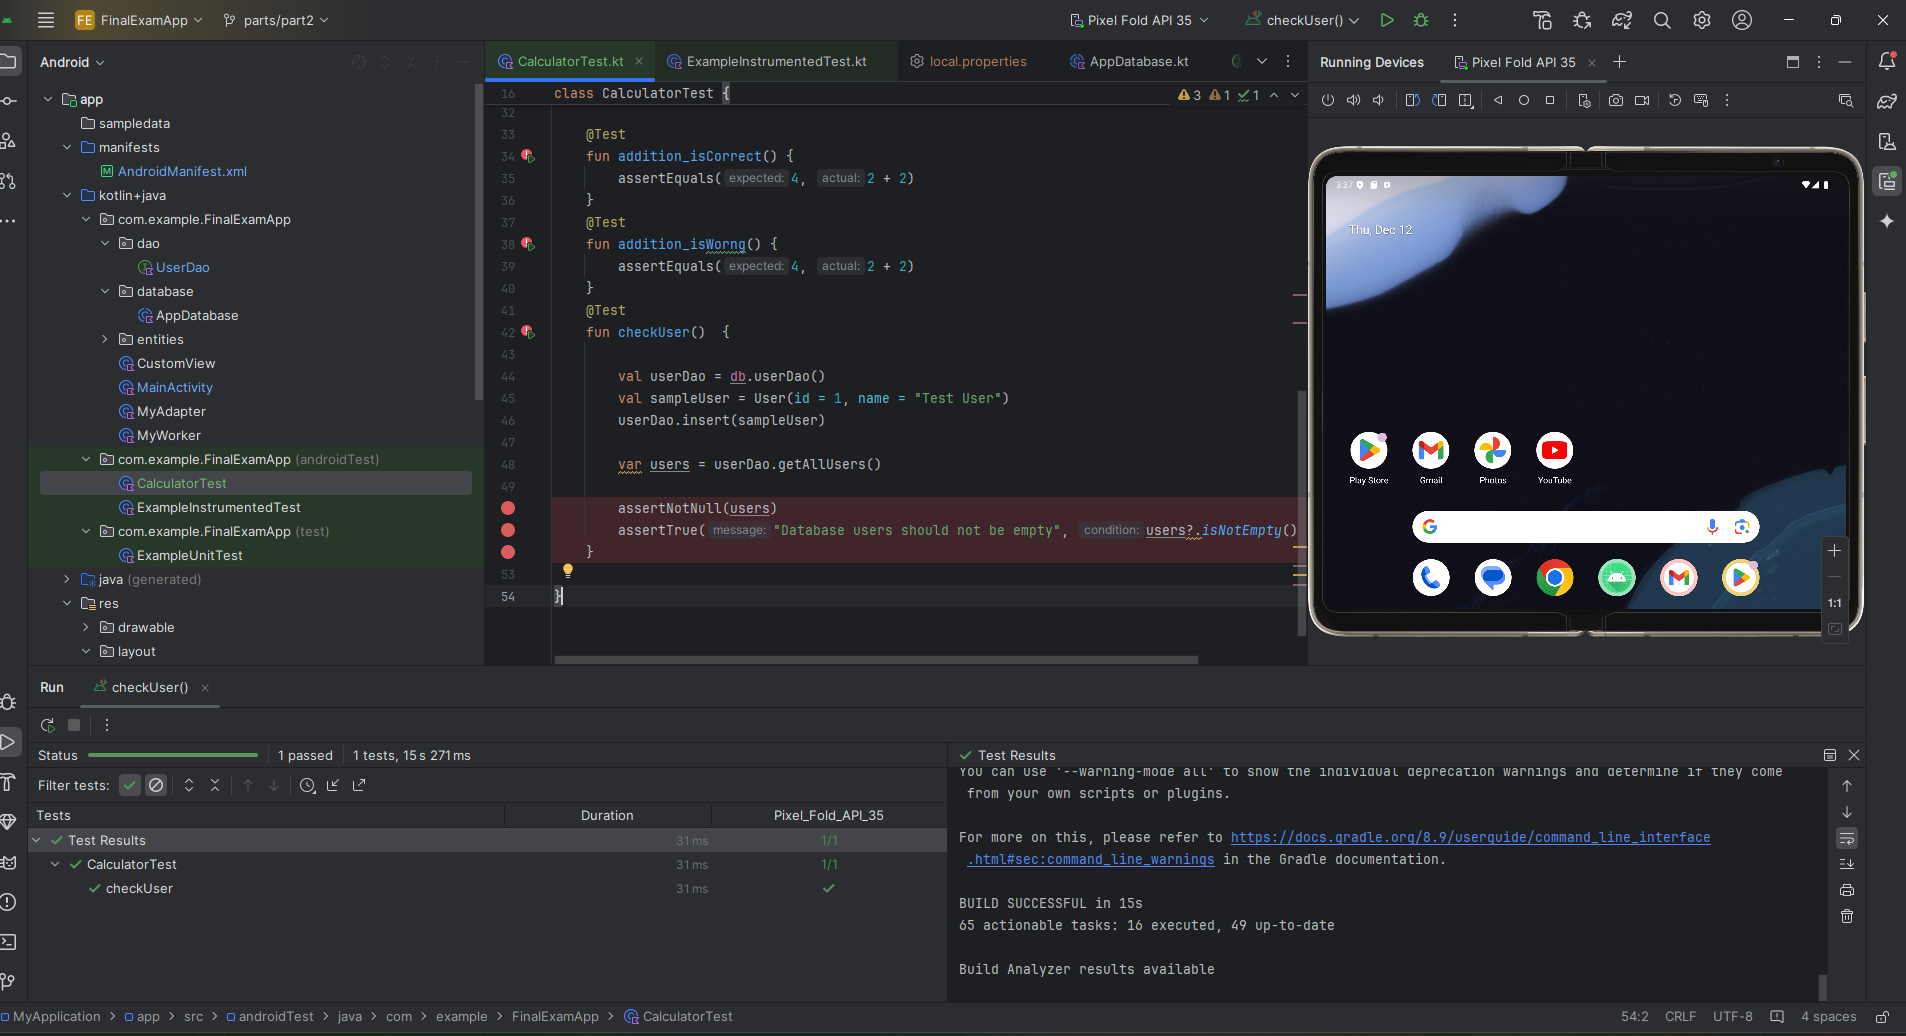 FE FinalExamApp parts/part2 Pixel Fold API 35 checkUser()
Android
app
sampledata
manifests
AndroidManifest.xml
kotlin+java
com.example.FinalExamApp
dao
UserDao
database
AppDatabase
entities
CustomView
MainActivity
MyAdapter
MyWorker
com.example.FinalExamApp (androidTest)
CalculatorTest
ExampleInstrumentedTest
com.example.FinalExamApp (test)
ExampleUnitTest
java (generated)
res
drawable
layout
CalculatorTest.kt ExampleInstrumentedTest.kt local.properties AppDatabase.kt
16 class CalculatorTest {
3 1 1
32
33 @Test
34 fun addition_isCorrect() {
35 assertEquals( expected: 4, actual: 2 + 2)
36 }
37 @Test
38 fun addition_isWorng() {
39 assertEquals( expected: 4, actual: 2 + 2)
40 }
41 @Test
42 fun checkUser() {
43
44 val userDao = db.userDao()
45 val sampleUser = User(id = 1, name = "Test User")
46 userDao.insert(sampleUser)
47
48 var users = userDao.getAllUsers()
49
assertNotNull(users)
assertTrue( message: "Database users should not be empty", condition: users?.isNotEmpty()
}
53
54 }
Running Devices Pixel Fold API 35
3:37
Thu, Dec 12
Play Store Gmail Photos YouTube
1:1
Run checkUser()
Status 1 passed 1 tests, 15 s 271 ms
Filter tests:
Tests Duration Pixel_Fold_API_35
Test Results 31 ms 1/1
CalculatorTest 31 ms 1/1
checkUser 31 ms
Test Results
You can use '--warning-mode all' to show the individual deprecation warnings and determine if they come
from your own scripts or plugins.
For more on this, please refer to https://docs.gradle.org/8.9/userguide/command_line_interface
.html#sec:command_line_warnings in the Gradle documentation.
BUILD SUCCESSFUL in 15s
65 actionable tasks: 16 executed, 49 up-to-date
Build Analyzer results available
MyApplication > app > src > androidTest > java > com > example > FinalExamApp > CalculatorTest
54:2 CRLF UTF-8 4 spaces